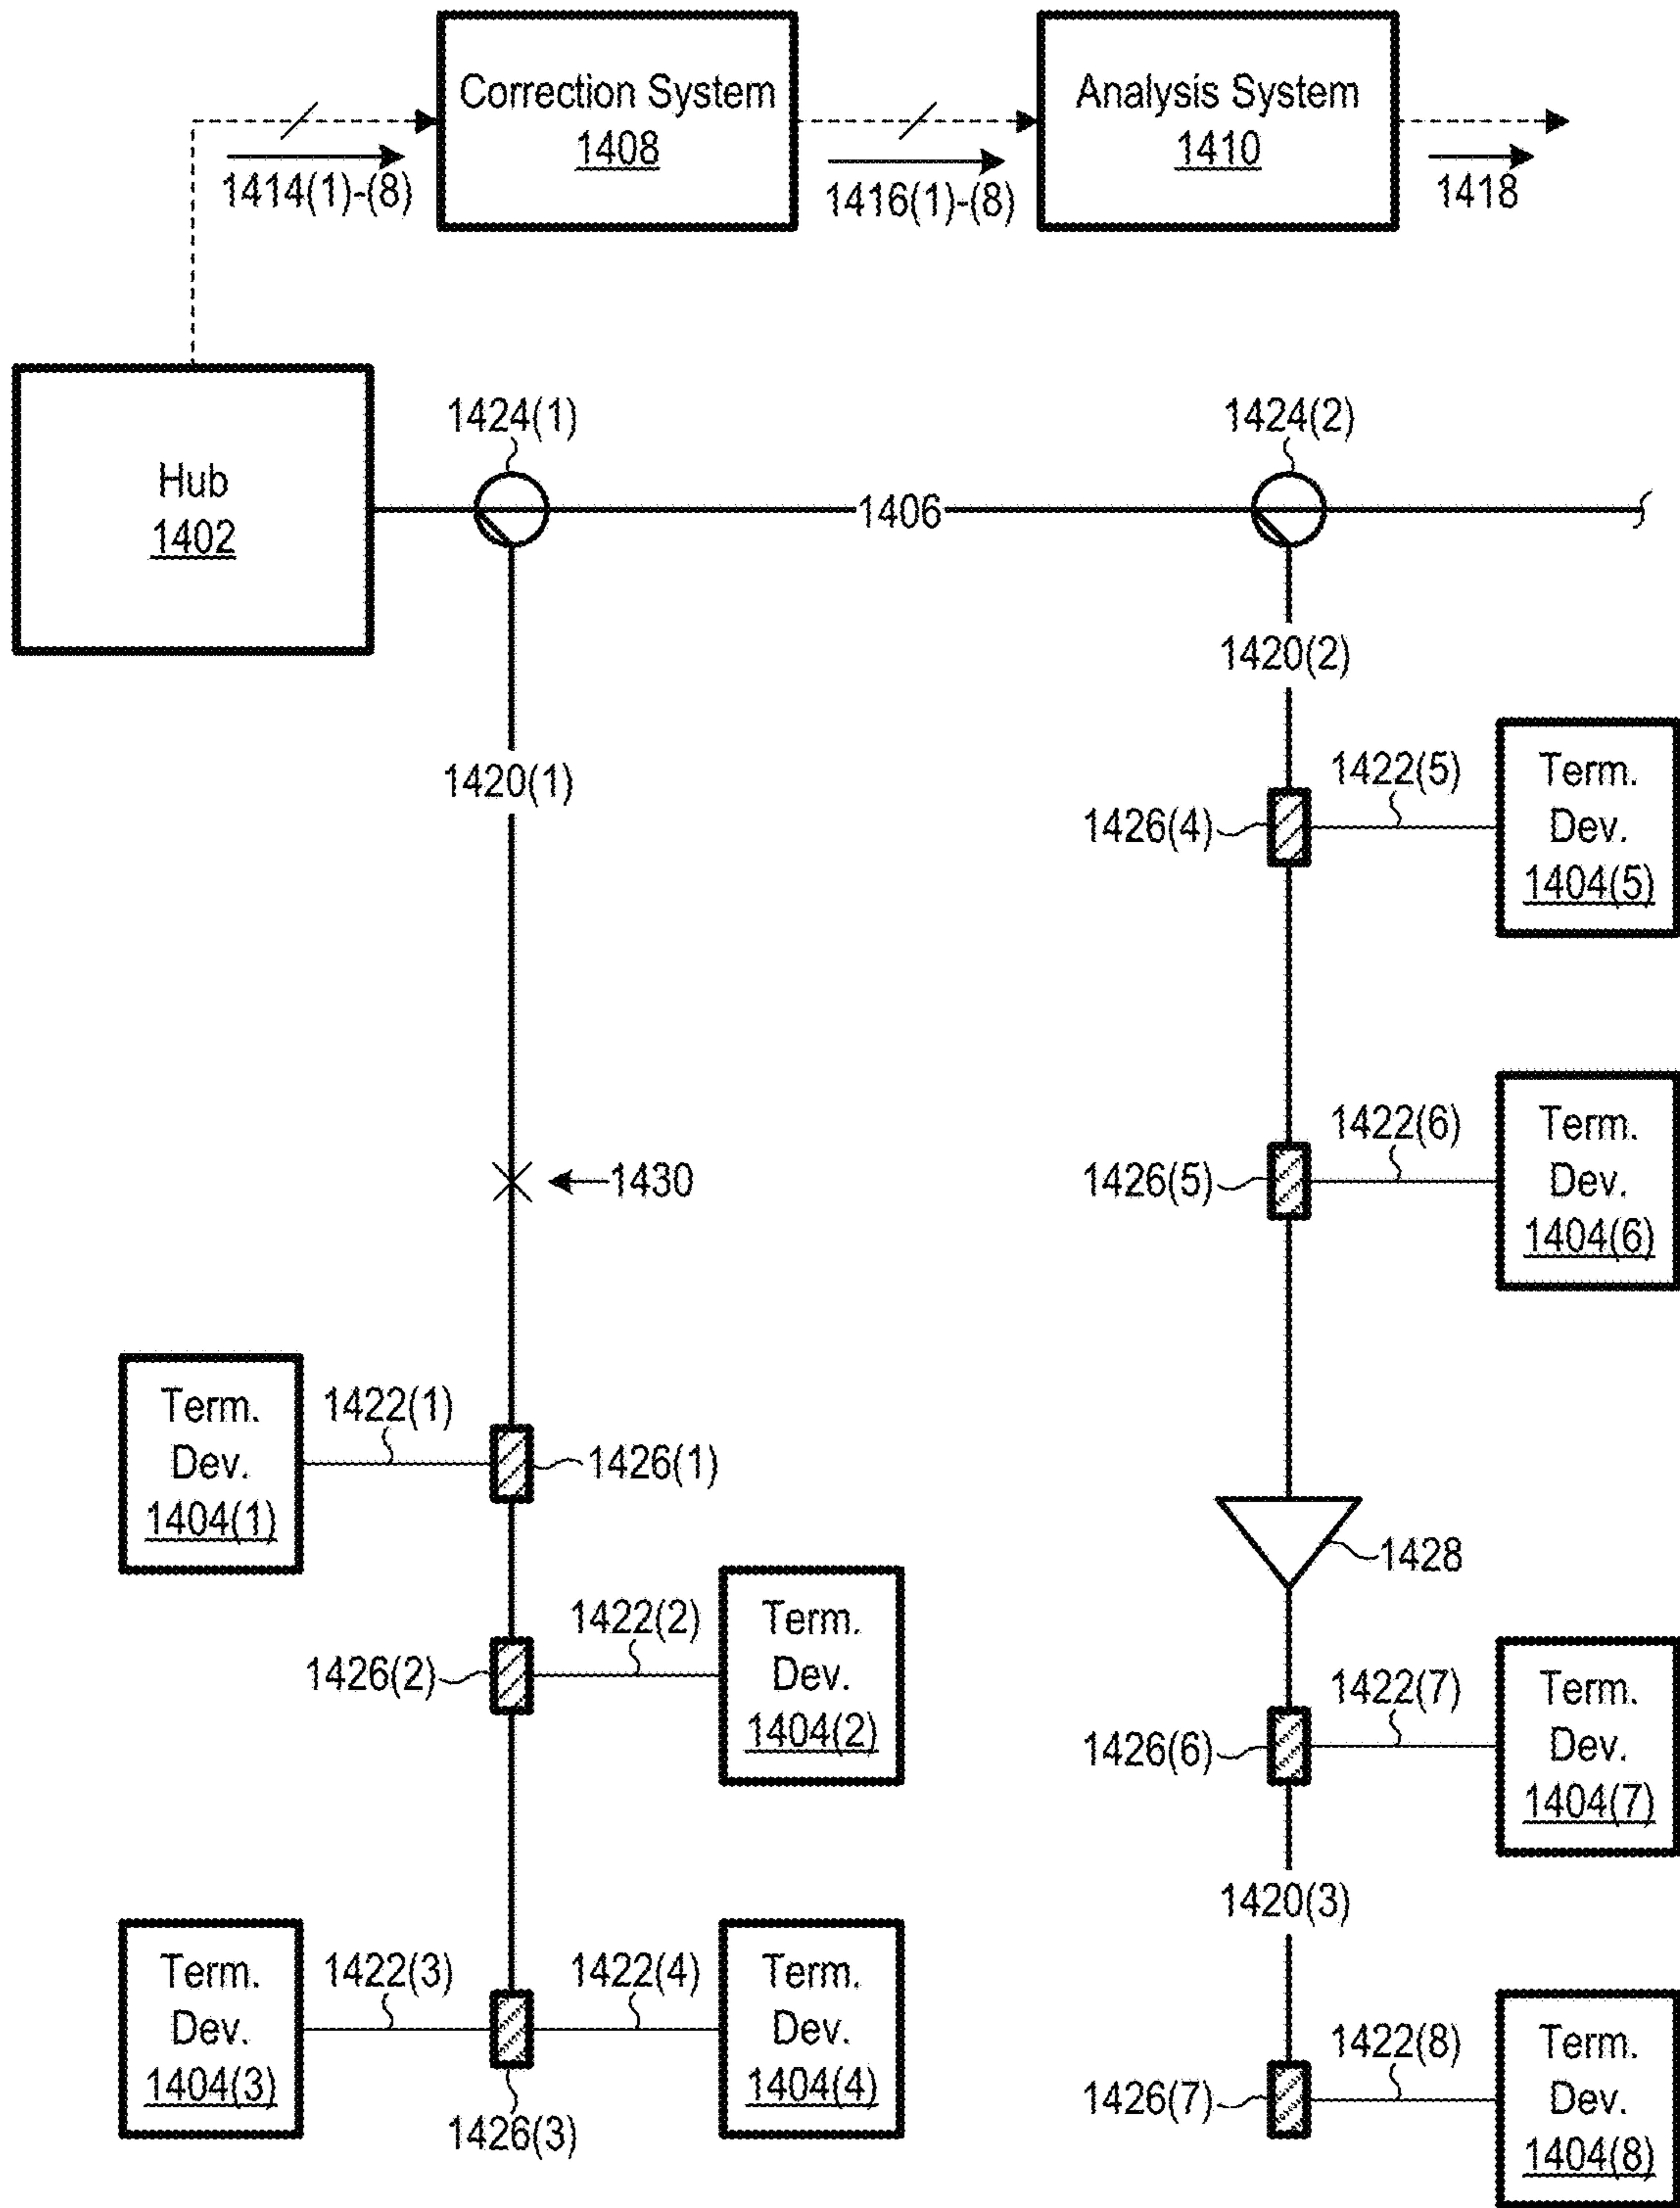 Correction System
1408
Analysis System
1410
1414(1)-(8)
1416(1)-(8)
1418
Hub
1402
1424(1)
1424(2)
1406
1420(1)
1420(2)
1426(4)
1422(5)
Term.
Dev.
1404(5)
1430
1426(5)
1422(6)
Term.
Dev.
1404(6)
Term.
Dev.
1404(1)
1422(1)
1426(1)
1428
1426(2)
1422(2)
Term.
Dev.
1404(2)
1426(6)
1422(7)
Term.
Dev.
1404(7)
1420(3)
Term.
Dev.
1404(3)
1422(3)
1422(4)
Term.
Dev.
1404(4)
1426(3)
1426(7)
1422(8)
Term.
Dev.
1404(8)